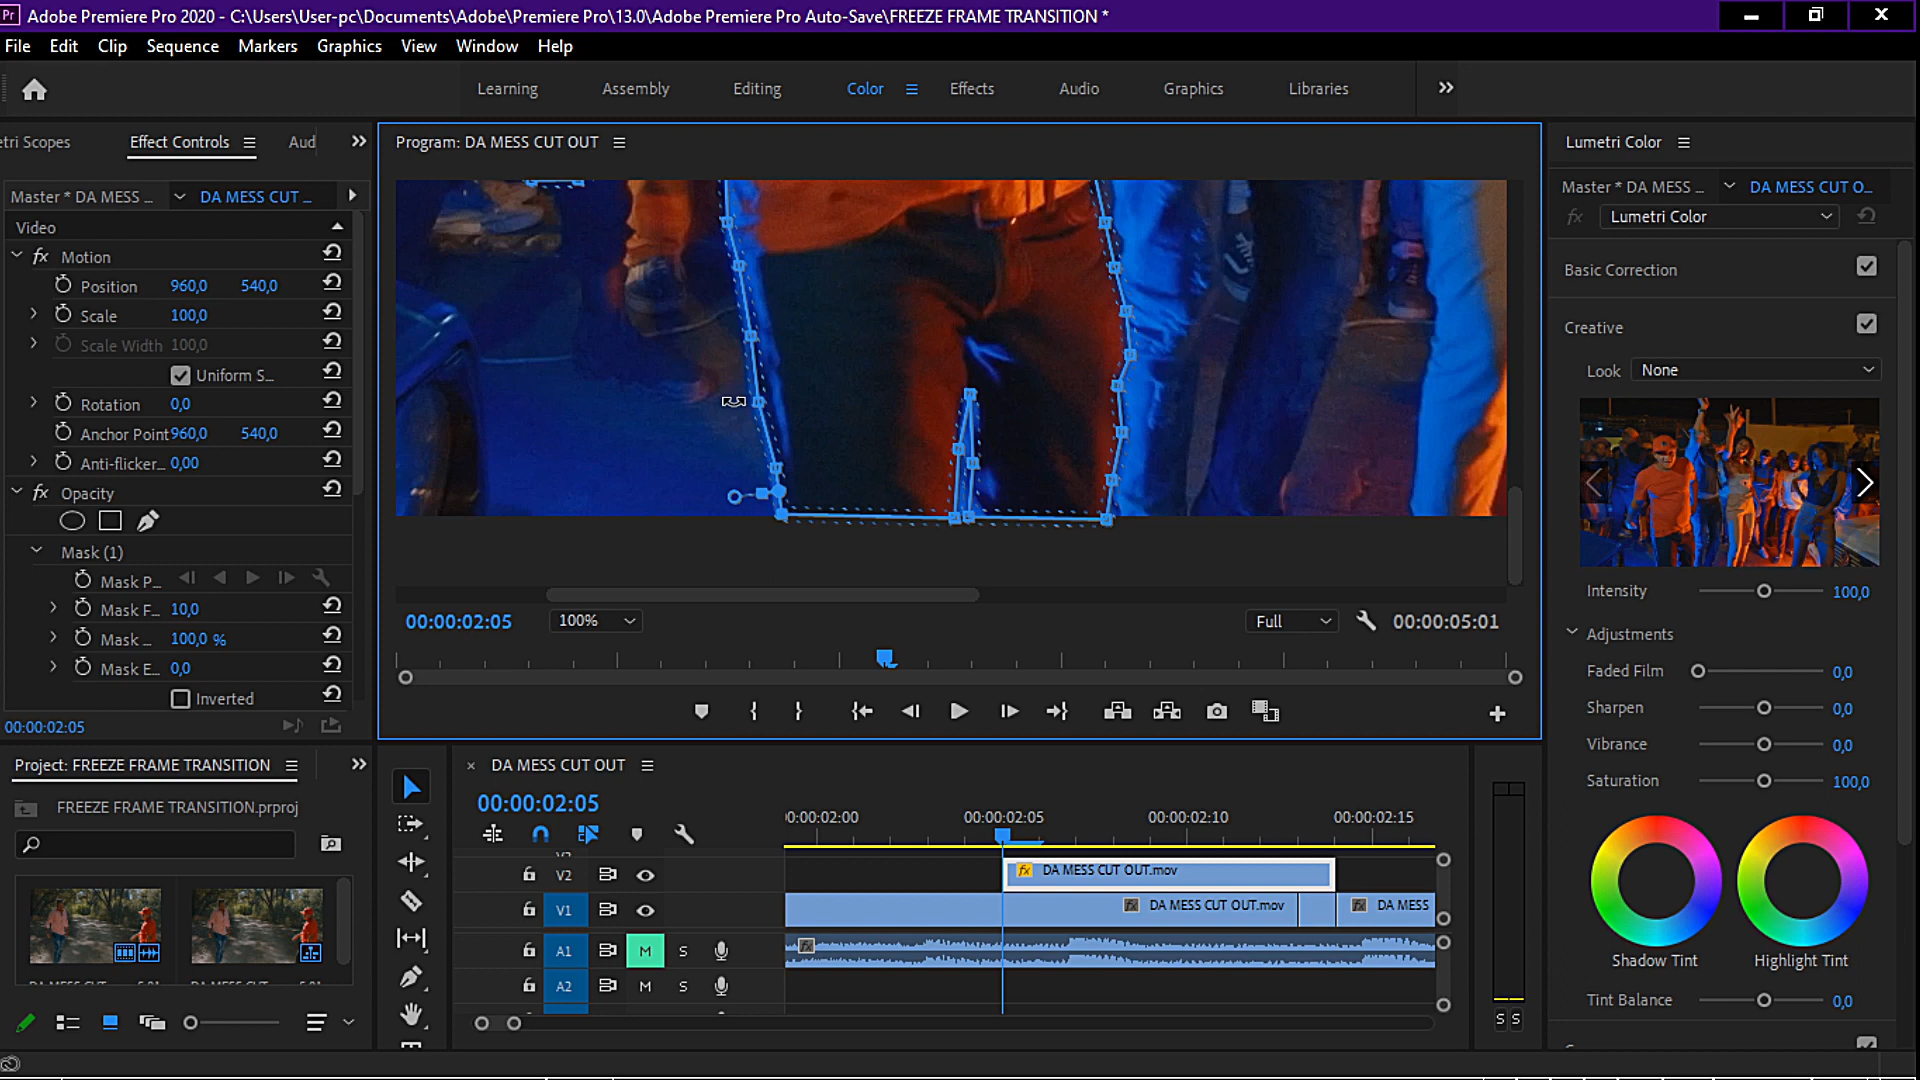 Adobe Premiere Pro 2020 - C:\Users\User-pc\Documents\Adobe\Premiere Pro\13.0\Adobe Premiere Pro Auto-Save\FREEZE FRAME TRANSITION *
File Edit Clip Sequence Markers Graphics View Window Help
Learning Assembly Editing Color Effects Audio Graphics Libraries
etri Scopes Effect Controls Aud
Program: DA MESS CUT OUT
Lumetri Color
Master * DA MESS ... DA MESS CUT ...
Master * DA MESS ... DA MESS CUT O...
fx Lumetri Color
Video
fx Motion
Position 960,0 540,0
Scale 100,0
Scale Width 100,0
Uniform S...
Rotation 0,0
Anchor Point 960,0 540,0
Anti-flicker... 0,00
fx Opacity
Mask (1)
Mask P...
Mask F... 10,0
Mask ... 100,0 %
Mask E... 0,0
Inverted
00:00:02:05
Basic Correction
Creative
Look None
Intensity 100,0
Adjustments
Faded Film 0,0
Sharpen 0,0
Vibrance 0,0
Saturation 100,0
Shadow Tint Highlight Tint
Tint Balance 0,0
00:00:02:05 100% Full 00:00:05:01
Project: FREEZE FRAME TRANSITION
FREEZE FRAME TRANSITION.prproj
× DA MESS CUT OUT
00:00:02:05
00:00:02:00 00:00:02:05 00:00:02:10 00:00:02:15
V2 fx DA MESS CUT OUT.mov
V1 fx DA MESS CUT OUT.mov fx DA MESS
A1 M S fx
A2 M S
S S